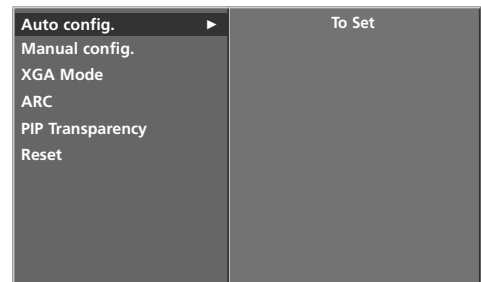 Auto config. ► To Set
Manual config.
XGA Mode
ARC
PIP Transparency
Reset